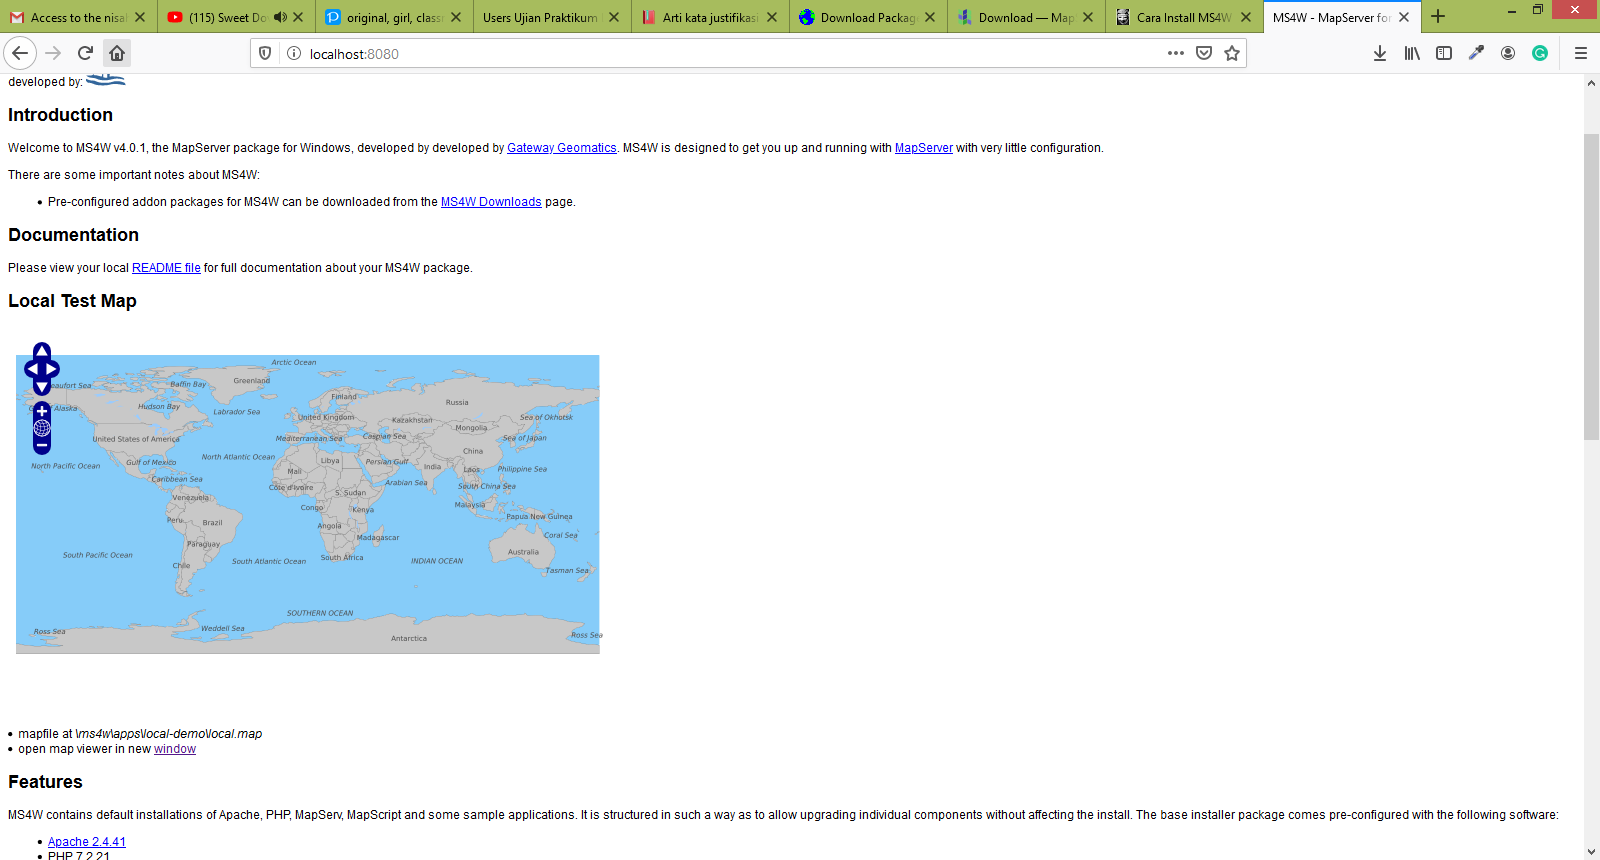 Access to the nisa
(115) Sweet Do
original, girl, class
Users Ujian Praktikum
Arti kata justifikasi
Download Package
Download — Map
Cara Install MS4W
MS4W - MapServer for
localhost:8080
developed by:
Introduction
Welcome to MS4W v4.0.1, the MapServer package for Windows, developed by developed by Gateway Geomatics. MS4W is designed to get you up and running with MapServer with very little configuration.
There are some important notes about MS4W:
Pre-configured addon packages for MS4W can be downloaded from the MS4W Downloads page.
Documentation
Please view your local README file for full documentation about your MS4W package.
Local Test Map
Arctic Ocean
Greenland
Baffin Bay
eaufort Sea
Finland
Russia
Alaska
Hudson Bay
Labrador Sea
United Kingdom
Kazakhstan
Sea of Okhotsk
Mongolia
United States of America
Mediterranean Sea
Caspian Sea
Sea of Japan
China
North Atlantic Ocean
Libya
Persian Gulf
North Pacific Ocean
Gulf of Mexico
Mali
India
Laos
Philippine Sea
Caribbean Sea
Côte d'Ivoire
Arabian Sea
South China Sea
Venezuela
S. Sudan
Congo
Kenya
Malaysia
Papua New Guinea
Peru
Brazil
Angola
Madagascar
Coral Sea
Paraguay
Australia
South Pacific Ocean
South Africa
South Atlantic Ocean
INDIAN OCEAN
Chile
Tasman Sea
SOUTHERN OCEAN
Ross Sea
Weddell Sea
Antarctica
Ross Sea
mapfile at \ms4w\apps\local-demo\local.map
open map viewer in new window
Features
MS4W contains default installations of Apache, PHP, MapServ, MapScript and some sample applications. It is structured in such a way as to allow upgrading individual components without affecting the install. The base installer package comes pre-configured with the following software:
Apache 2.4.41
PHP 7.2.21